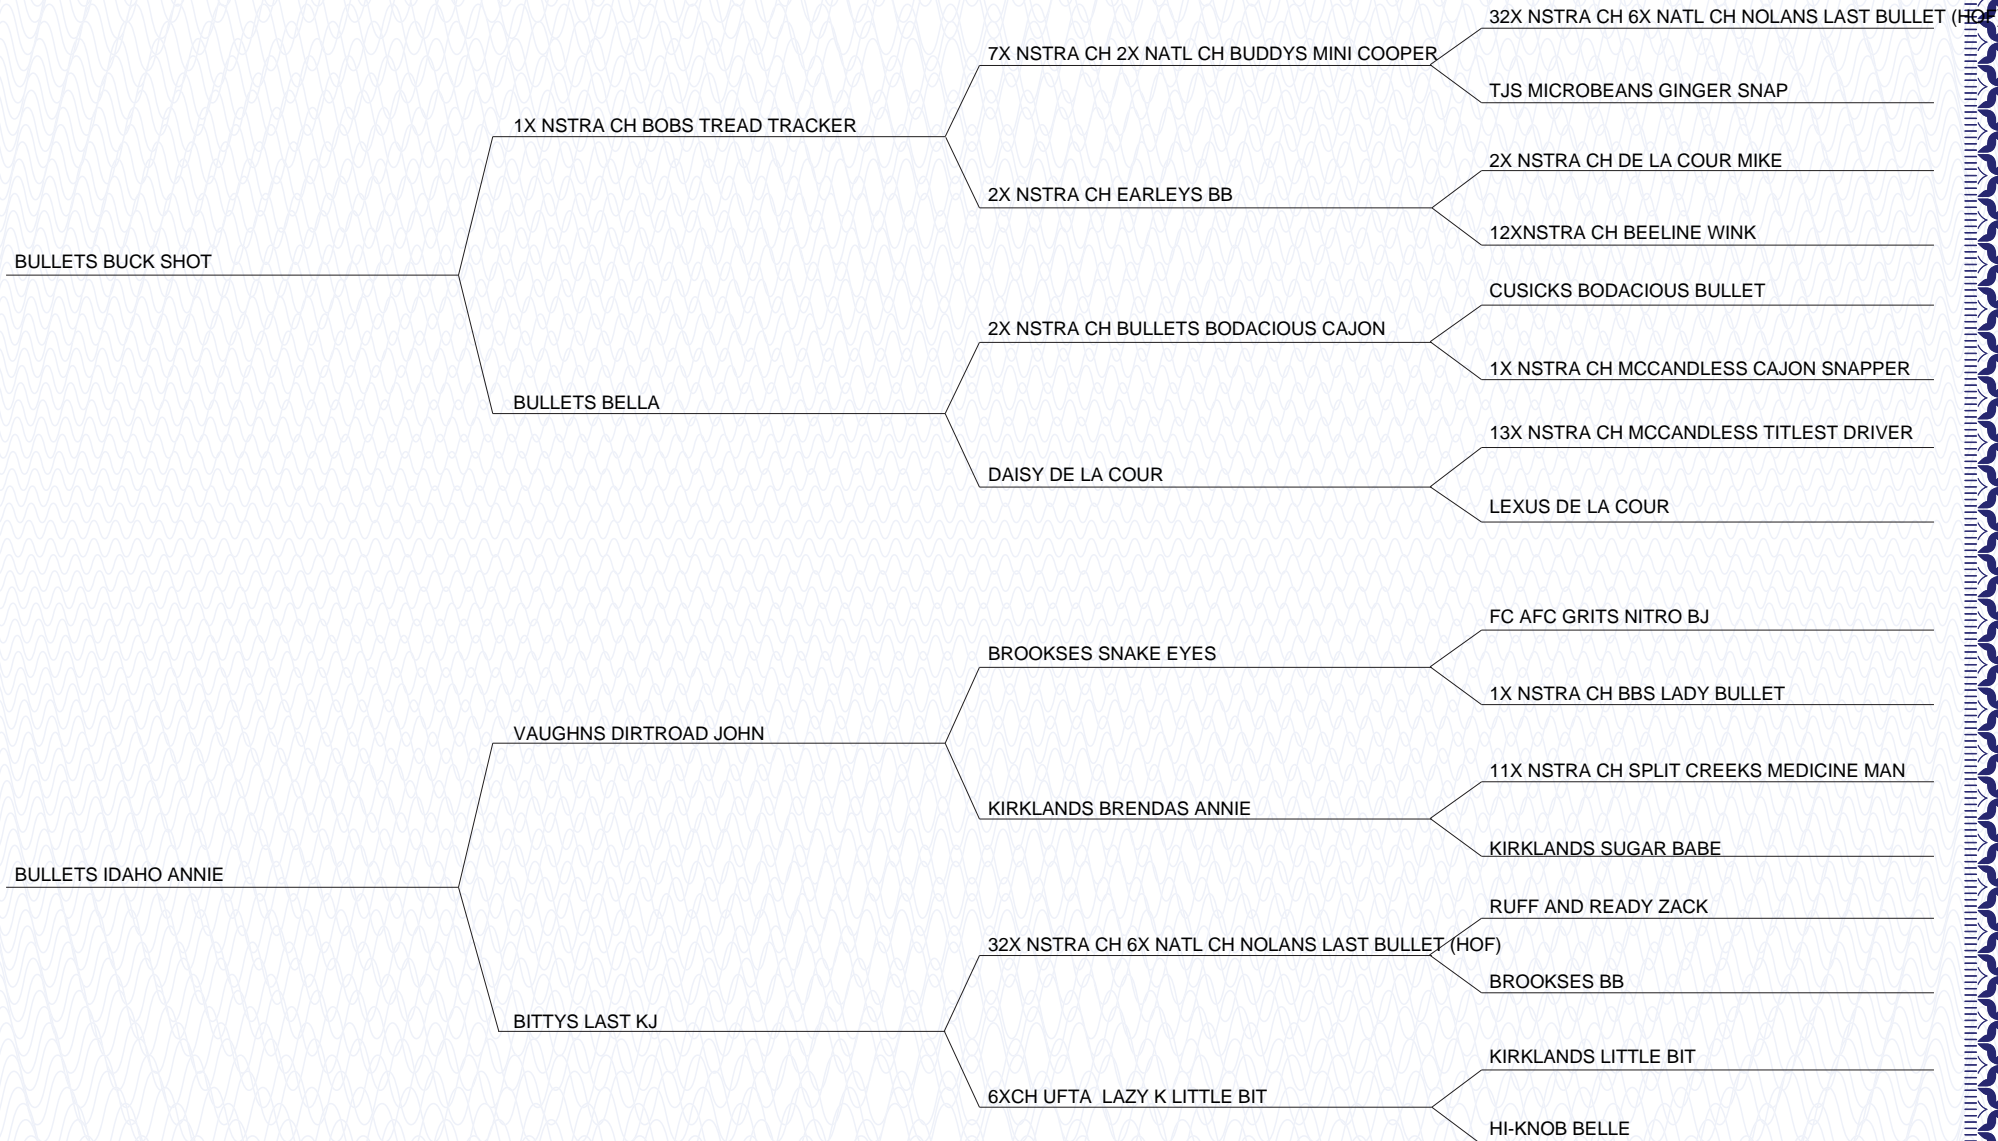 32X NSTRA CH 6X NATL CH NOLANS LAST BULLET (HOF
7X NSTRA CH 2X NATL CH BUDDYS MINI COOPER
TJS MICROBEANS GINGER SNAP
1X NSTRA CH BOBS TREAD TRACKER
2X NSTRA CH DE LA COUR MIKE
2X NSTRA CH EARLEYS BB
12XNSTRA CH BEELINE WINK
BULLETS BUCK SHOT
CUSICKS BODACIOUS BULLET
2X NSTRA CH BULLETS BODACIOUS CAJON
1X NSTRA CH MCCANDLESS CAJON SNAPPER
BULLETS BELLA
13X NSTRA CH MCCANDLESS TITLEST DRIVER
DAISY DE LA COUR
LEXUS DE LA COUR
FC AFC GRITS NITRO BJ
BROOKSES SNAKE EYES
1X NSTRA CH BBS LADY BULLET
VAUGHNS DIRTROAD JOHN
11X NSTRA CH SPLIT CREEKS MEDICINE MAN
KIRKLANDS BRENDAS ANNIE
KIRKLANDS SUGAR BABE
BULLETS IDAHO ANNIE
RUFF AND READY ZACK
32X NSTRA CH 6X NATL CH NOLANS LAST BULLET (HOF)
BROOKSES BB
BITTYS LAST KJ
KIRKLANDS LITTLE BIT
6XCH UFTA  LAZY K LITTLE BIT
HI-KNOB BELLE